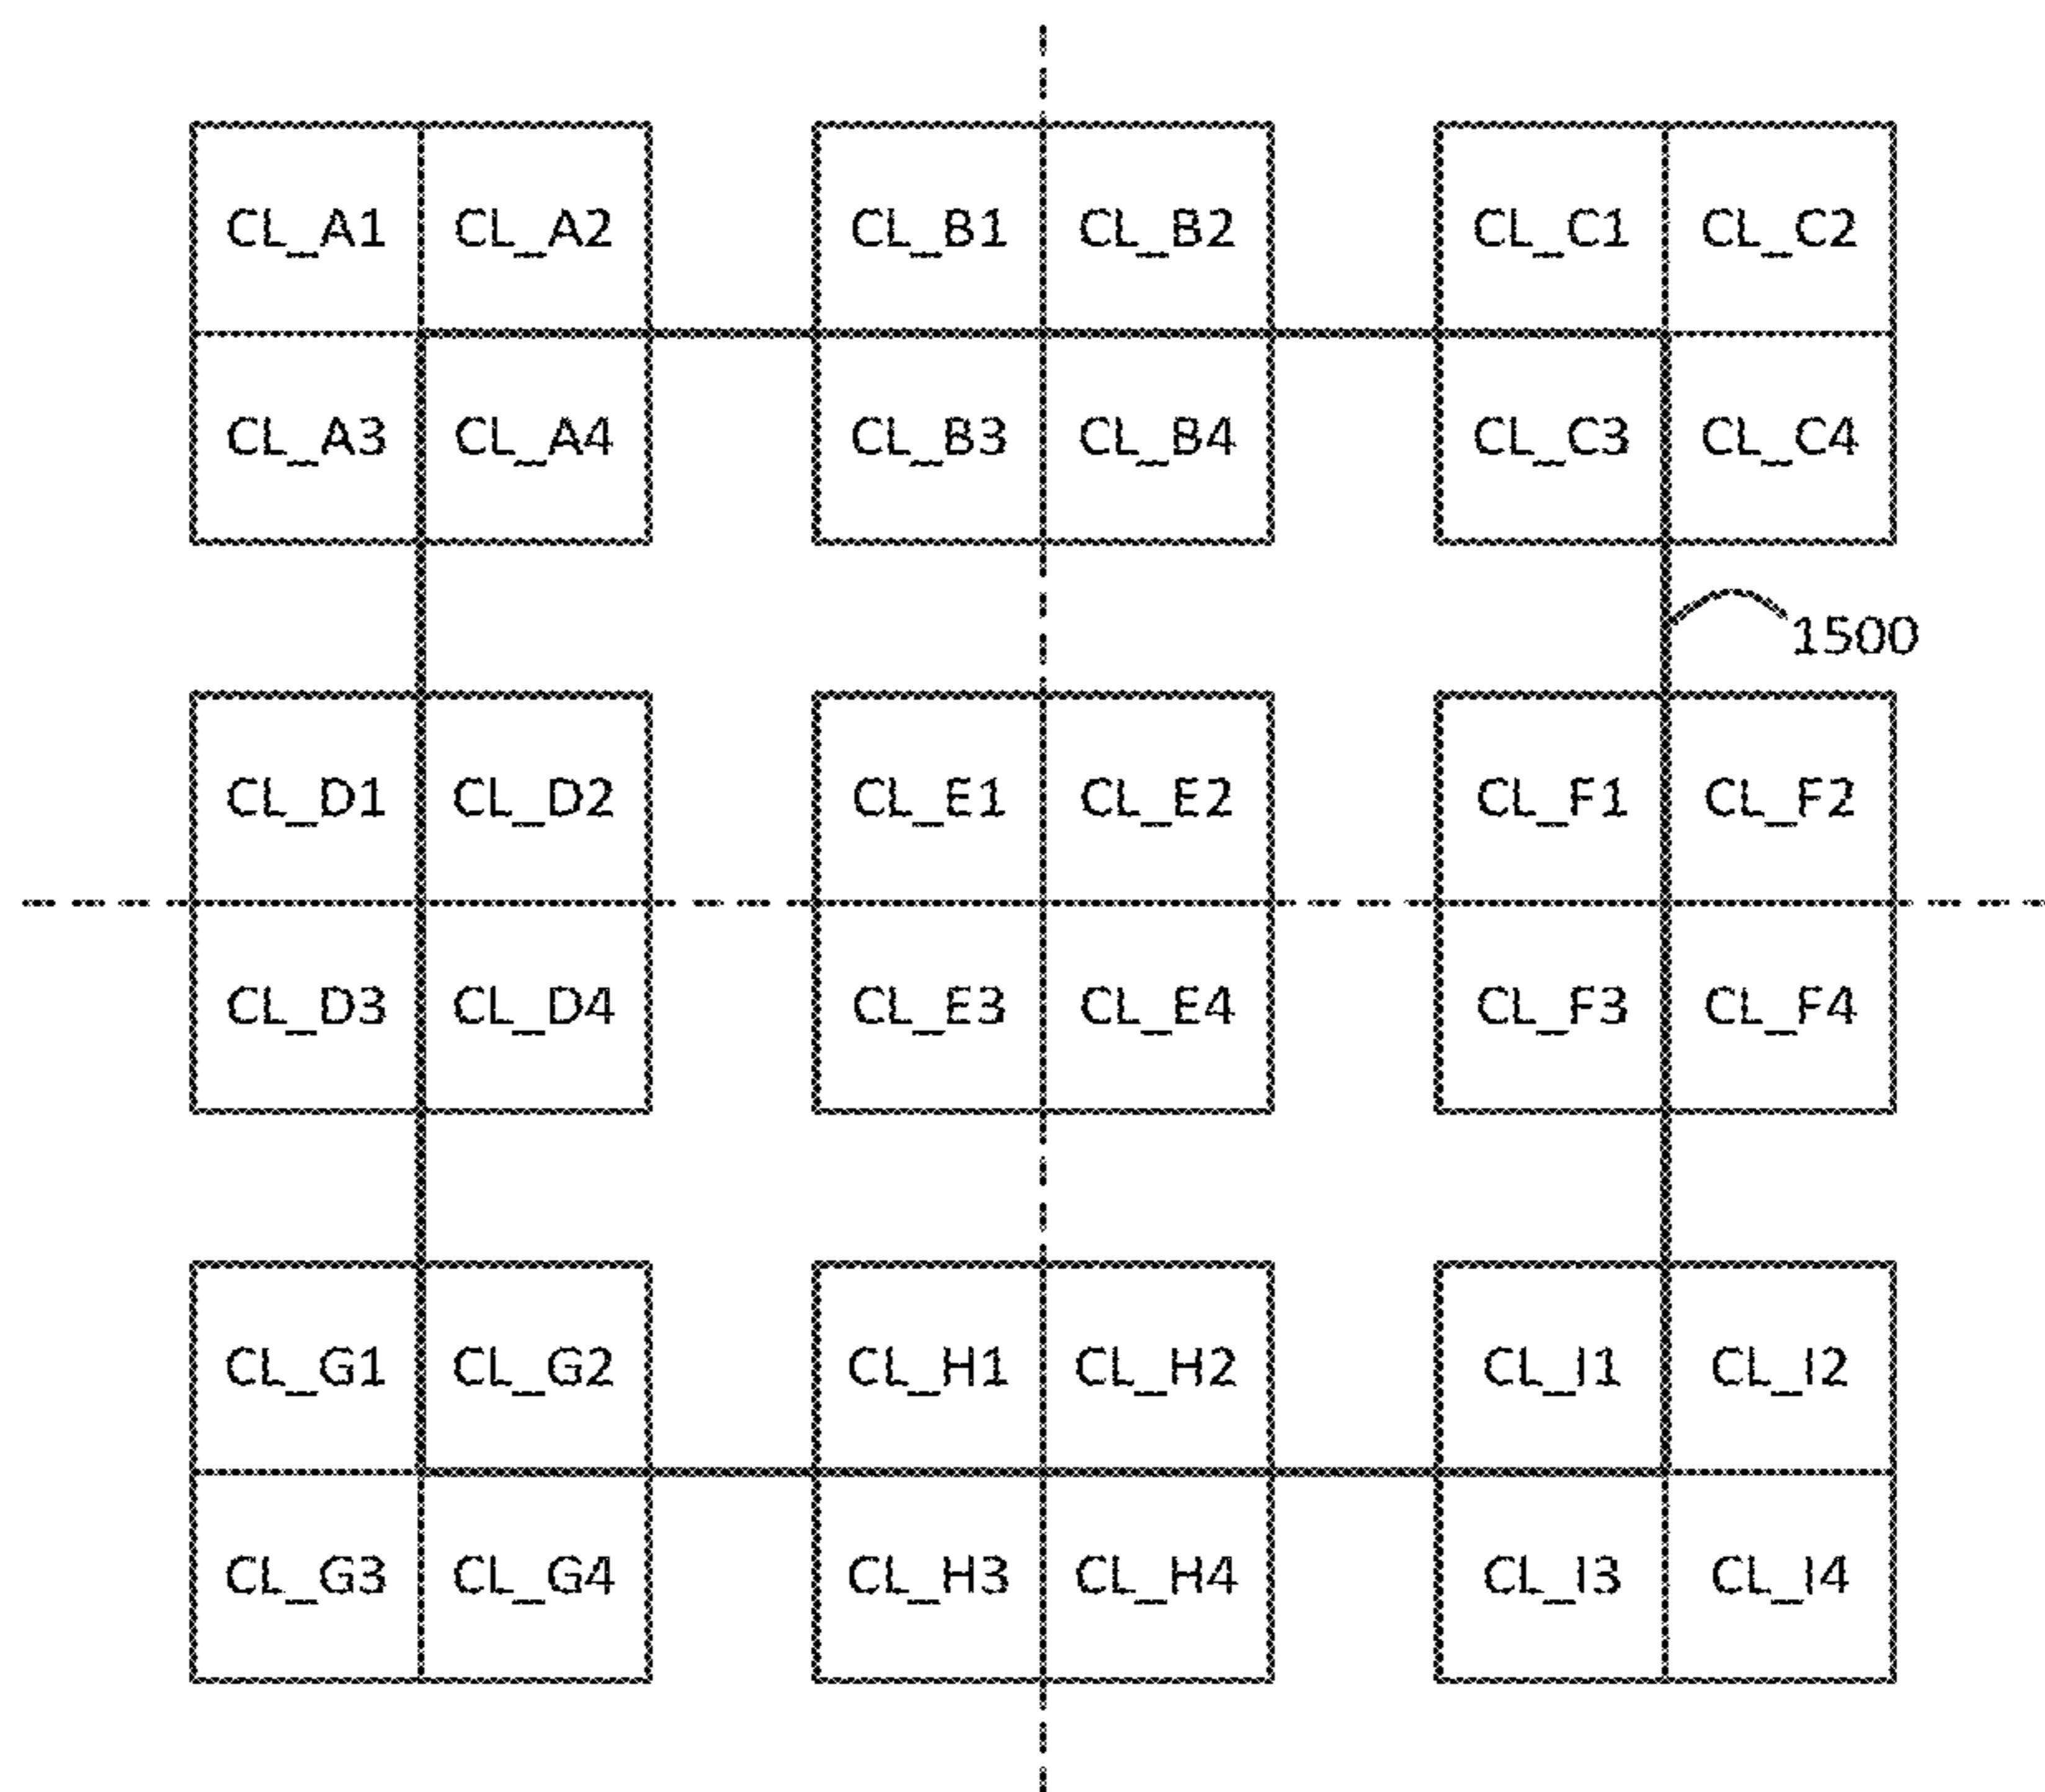 CL_A1 CL_A2 CL_B1 CL_B2 CL_C1 CL_C2
CL_A3 CL_A4 CL_B3 CL_B4 CL_C3 CL_C4
1500
CL_D1 CL_D2 CL_E1 CL_E2 CL_F1 CL_F2
CL_D3 CL_D4 CL_E3 CL_E4 CL_F3 CL_F4
CL_G1 CL_G2 CL_H1 CL_H2 CL_I1 CL_I2
CL_G3 CL_G4 CL_H3 CL_H4 CL_I3 CL_I4